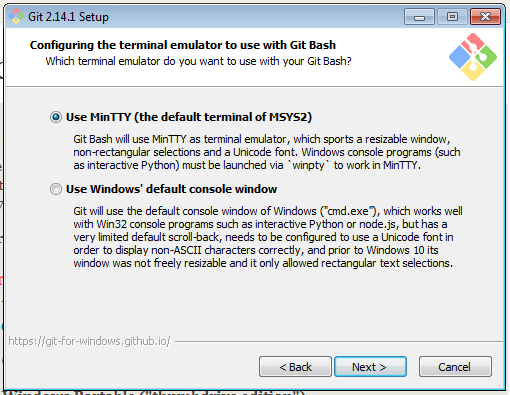 Git 2.14.1 Setup
Configuring the terminal emulator to use with Git Bash
Which terminal emulator do you want to use with your Git Bash?
Use MinTTY (the default terminal of MSYS2)
Git Bash will use MinTTY as terminal emulator, which sports a resizable window,
non-rectangular selections and a Unicode font. Windows console programs (such
as interactive Python) must be launched via `winpty` to work in MinTTY.
Use Windows' default console window
Git will use the default console window of Windows ("cmd.exe"), which works well
with Win32 console programs such as interactive Python or node.js, but has a
very limited default scroll-back, needs to be configured to use a Unicode font in
order to display non-ASCII characters correctly, and prior to Windows 10 its
window was not freely resizable and it only allowed rectangular text selections.
https://git-for-windows.github.io/
< Back
Next >
Cancel
Windows Portable ("thumbdrive edition")